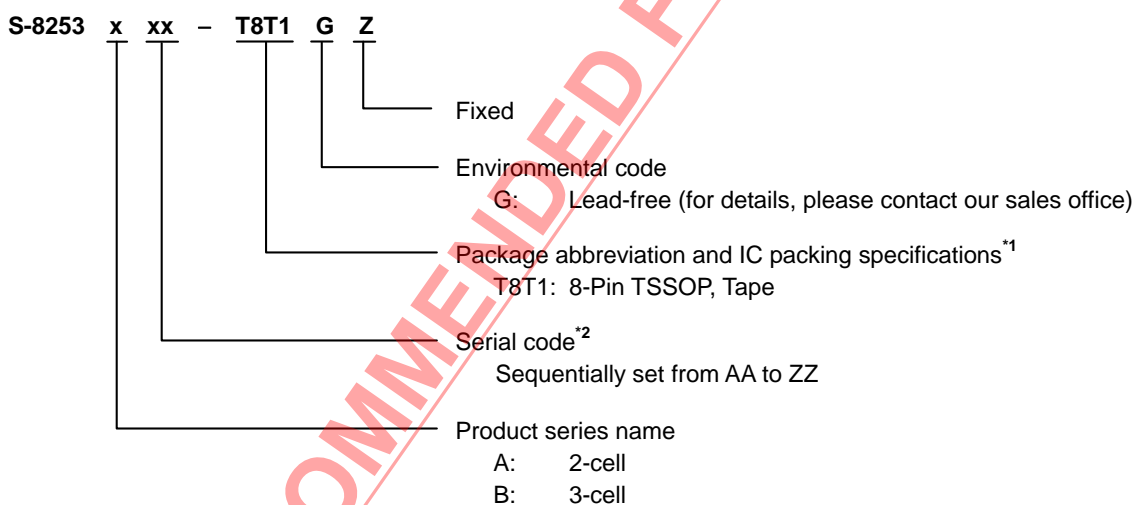 S-8253 x xx – T8T1 G Z
Fixed
Environmental code
G: Lead-free (for details, please contact our sales office)
Package abbreviation and IC packing specifications*1
T8T1: 8-Pin TSSOP, Tape
Serial code*2
Sequentially set from AA to ZZ
Product series name
A: 2-cell
B: 3-cell
OMMENDED F